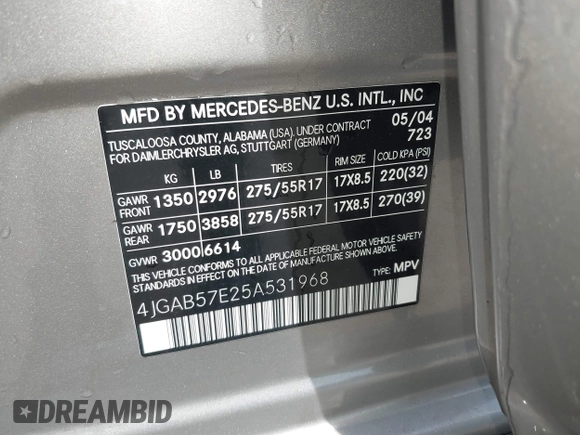 MFD BY MERCEDES-BENZ U.S. INTL., INC
TUSCALOOSA COUNTY, ALABAMA (USA). UNDER CONTRACT 05/04
FOR DAIMLERCHRYSLER AG, STUTTGART (GERMANY) 723
KG LB TIRES RIM SIZE COLD KPA (PSI)
GAWR FRONT 1350 2976 275/55R17 17X8.5 220(32)
GAWR REAR 1750 3858 275/55R17 17X8.5 270(39)
GVWR 3000 6614
THIS VEHICLE CONFORMS TO ALL APPLICABLE FEDERAL MOTOR VEHICLE SAFETY
STANDARDS IN EFFECT ON THE DATE OF MANUFACTURE SHOWN ABOVE.
4JGAB57E25A531968 TYPE: MPV
DREAMBID